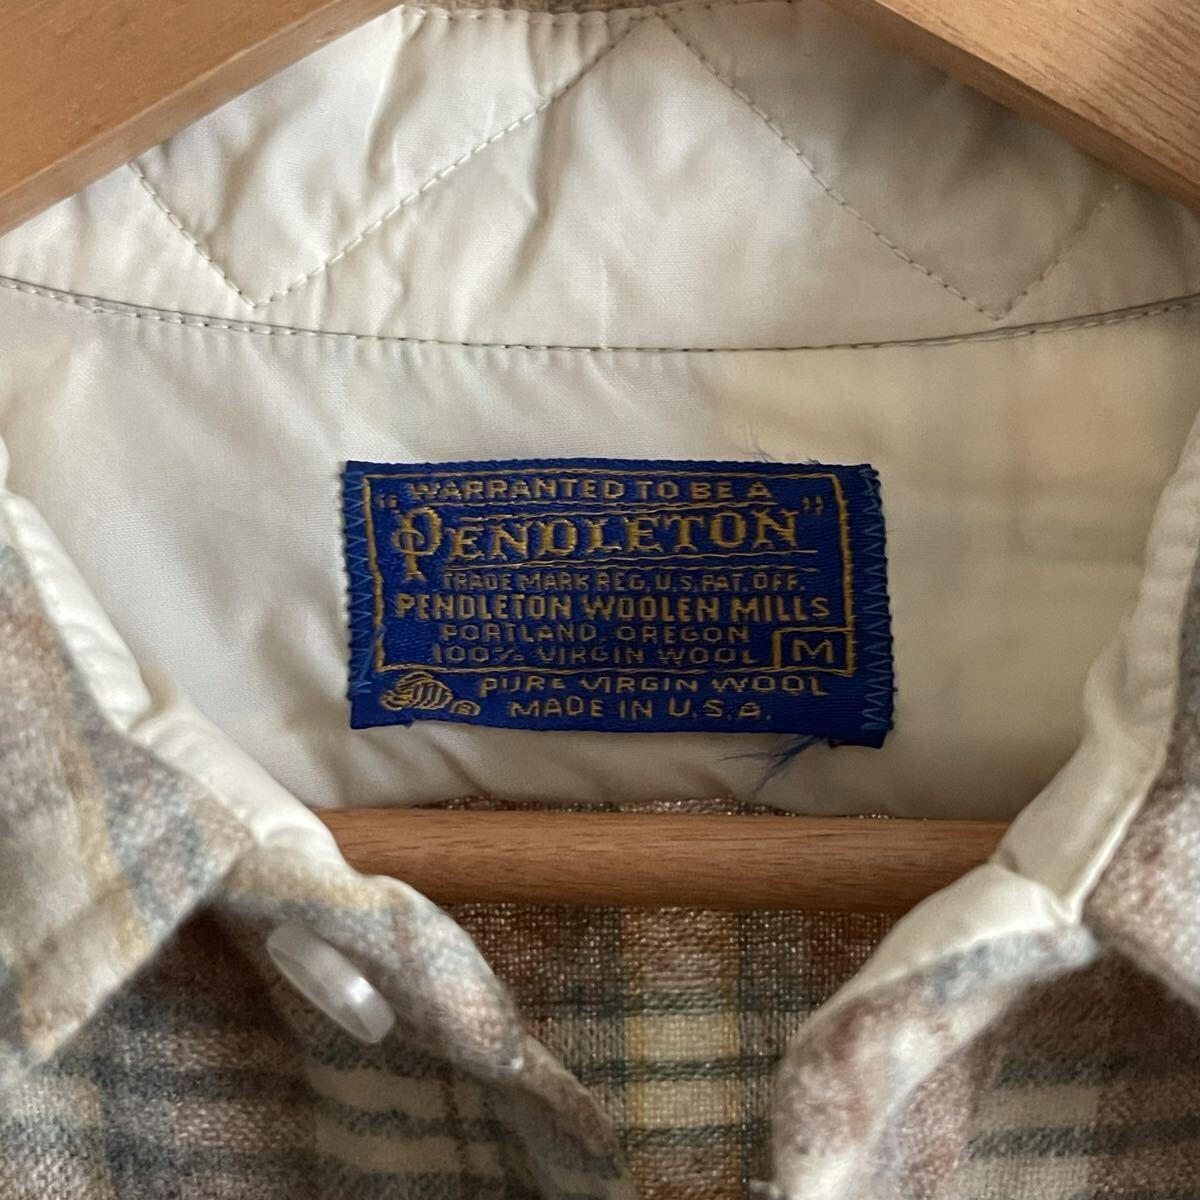 WARRANTED TO BE A
"PENDLETON"
TRADE MARK REG. U.S. PAT. OFF.
PENDLETON WOOLEN MILLS
PORTLAND, OREGON
100% VIRGIN WOOL M
PURE VIRGIN WOOL
® MADE IN U.S.A.